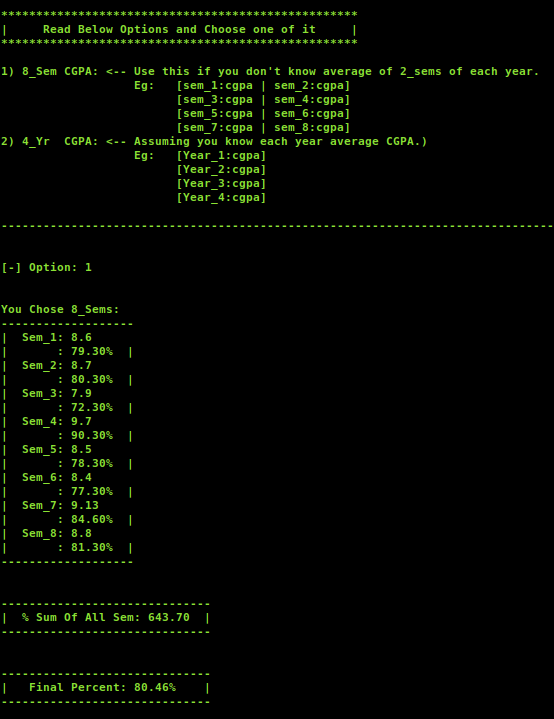 ***************************************************
|     Read Below Options and Choose one of it     |
***************************************************
1) 8_Sem CGPA: <-- Use this if you don't know average of 2_sems of each year.
                   Eg:   [sem_1:cgpa | sem_2:cgpa]
                         [sem_3:cgpa | sem_4:cgpa]
                         [sem_5:cgpa | sem_6:cgpa]
                         [sem_7:cgpa | sem_8:cgpa]
2) 4_Yr  CGPA: <-- Assuming you know each year average CGPA.)
                   Eg:   [Year_1:cgpa]
                         [Year_2:cgpa]
                         [Year_3:cgpa]
                         [Year_4:cgpa]
-------------------------------------------------------------------------------
[-] Option: 1
You Chose 8_Sems:
-------------------
|  Sem_1: 8.6
|       : 79.30%  |
|  Sem_2: 8.7
|       : 80.30%  |
|  Sem_3: 7.9
|       : 72.30%  |
|  Sem_4: 9.7
|       : 90.30%  |
|  Sem_5: 8.5
|       : 78.30%  |
|  Sem_6: 8.4
|       : 77.30%  |
|  Sem_7: 9.13
|       : 84.60%  |
|  Sem_8: 8.8
|       : 81.30%  |
-------------------
------------------------------
|  % Sum Of All Sem: 643.70  |
------------------------------
------------------------------
|   Final Percent: 80.46%    |
------------------------------